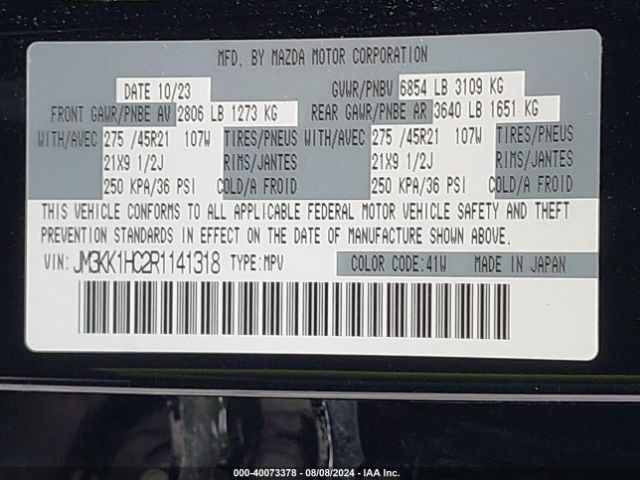 MFD. BY MAZDA MOTOR CORPORATION
DATE 10/23 GVWR/PNBV 6854 LB 3109 KG
FRONT GAWR/PNBE AV 2806 LB 1273 KG REAR GAWR/PNBE AR 3640 LB 1651 KG
WITH/AVEC 275 /45R21 107W TIRES/PNEUS WITH/AVEC 275 /45R21 107W TIRES/PNEUS
21X9 1/2J RIMS/JANTES 21X9 1/2J RIMS/JANTES
250 KPA/36 PSI COLD/A FROID 250 KPA/36 PSI COLD/A FROID
THIS VEHICLE CONFORMS TO ALL APPLICABLE FEDERAL MOTOR VEHICLE SAFETY AND THEFT
PREVENTION STANDARDS IN EFFECT ON THE DATE OF MANUFACTURE SHOWN ABOVE.
VIN: JM3KK1HC2R1141318 TYPE:MPV COLOR CODE:41W MADE IN JAPAN
000-40073378 - 08/08/2024 - IAA Inc.